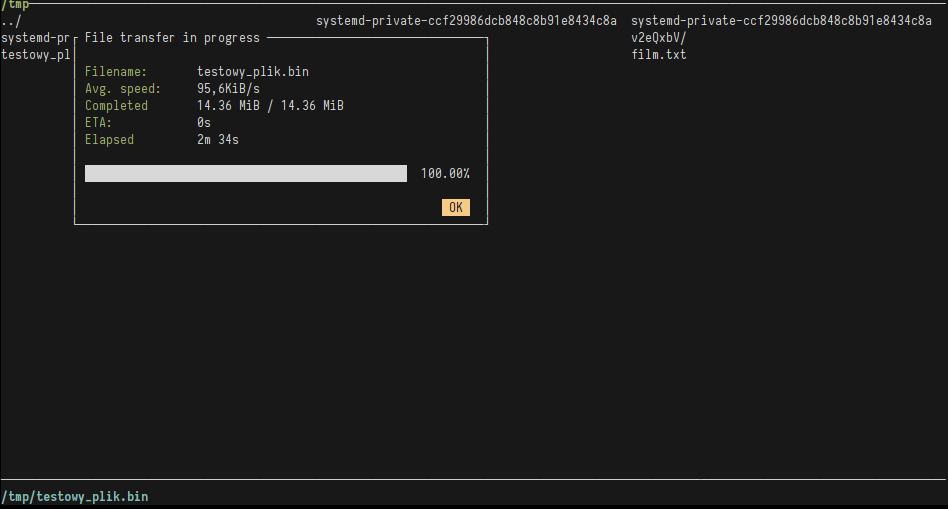 /tmp
../ systemd-private-ccf29986dcb848c8b91e8434c8a systemd-private-ccf29986dcb848c8b91e8434c8a
systemd-pr File transfer in progress v2eQxbV/
testowy_pl film.txt
Filename: testowy_plik.bin
Avg. speed: 95,6KiB/s
Completed 14.36 MiB / 14.36 MiB
ETA: 0s
Elapsed 2m 34s
100.00%
OK
/tmp/testowy_plik.bin